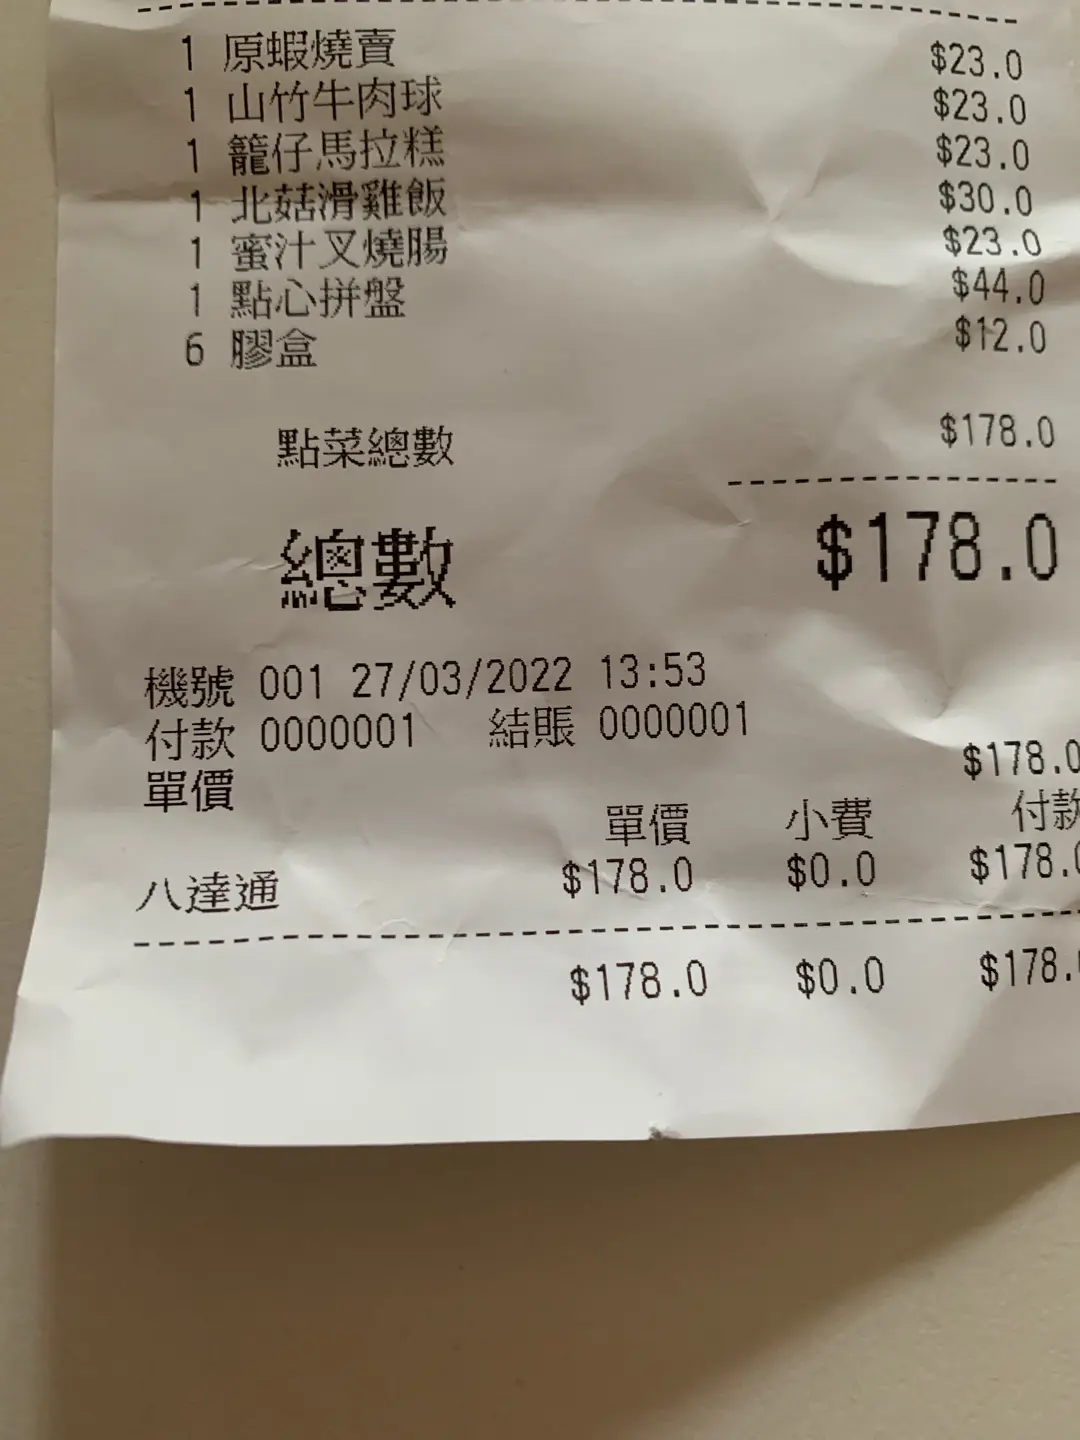 1 原蝦燒賣 $23.0
1 山竹牛肉球 $23.0
1 籠仔馬拉糕 $23.0
1 北菇滑雞飯 $30.0
1 蜜汁叉燒腸 $23.0
1 點心拼盤 $44.0
6 膠盒 $12.0
點菜總數 $178.0
總數 $178.0
機號 001 27/03/2022 13:53
付款 0000001 結賬 0000001
單價 $178.0
單價 小費 付款
八達通 $178.0 $0.0 $178.0
$178.0 $0.0 $178.